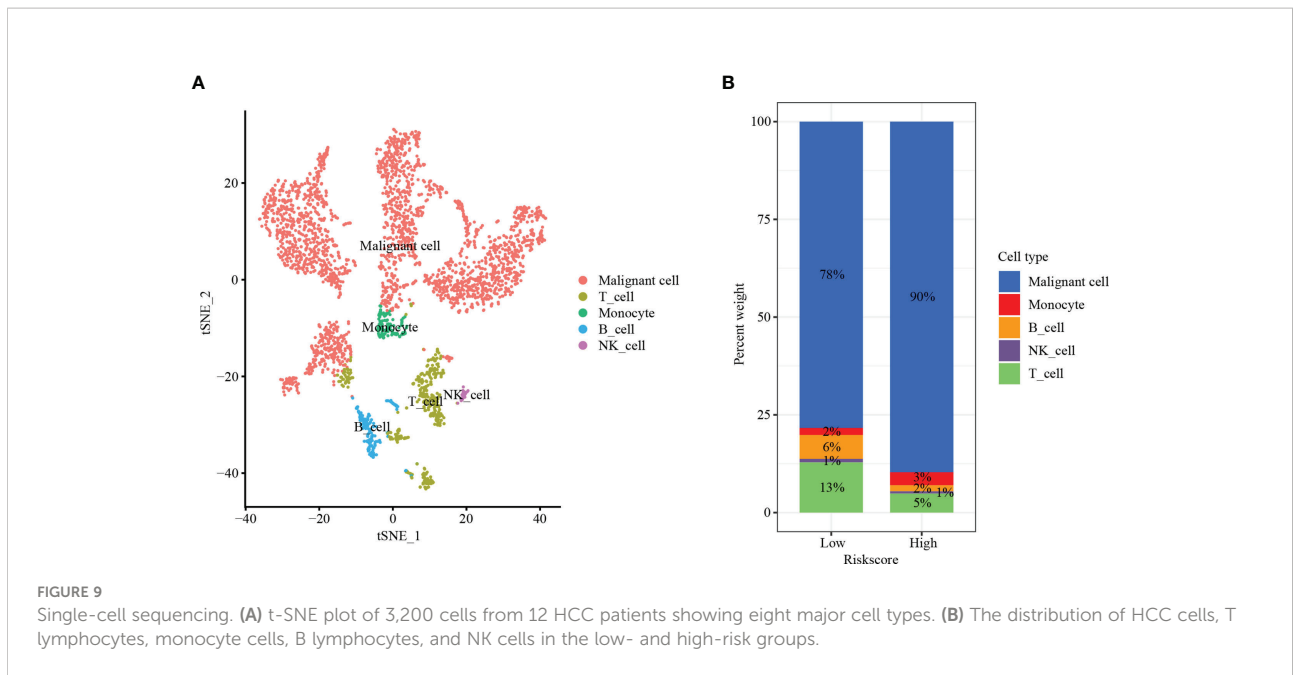 A
B
20
0
−20
−40
tSNE_2
−40
−20
0
20
40
tSNE_1
Malignant cell
Monocyte
T_cell
NK_cell
B_cell
Malignant cell
T_cell
Monocyte
B_cell
NK_cell
100
75
50
25
0
Percent weight
78%
2%
6%
1%
13%
90%
3%
2%
1%
5%
Low
High
Riskscore
Cell type
Malignant cell
Monocyte
B_cell
NK_cell
T_cell
FIGURE 9
Single-cell sequencing. (A) t-SNE plot of 3,200 cells from 12 HCC patients showing eight major cell types. (B) The distribution of HCC cells, T
lymphocytes, monocyte cells, B lymphocytes, and NK cells in the low- and high-risk groups.